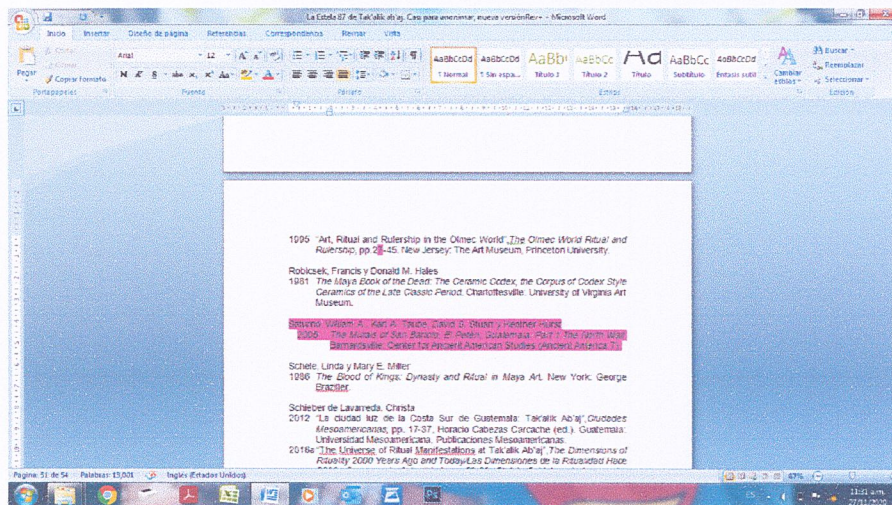 La Estela 87 de Tak'alik ab'aj. Caso para anonimar, nueva versiónRev+ - Microsoft Word
Inicio Insertar Diseño de página Referencias Correspondencia Revisar Vista
Pegar
Cortar
Copiar
Copiar formato
Portapapeles
Arial 12
Fuente
Párrafo
AaBbCcDd AaBbCcDd AaBbC AaBbCc AaBbCc AaBbCcDd
1 Normal 1 Sin espa... Título 1 Título 2 Título Subtítulo Énfasis sutil
Cambiar estilos
Estilos
Buscar
Reemplazar
Seleccionar
Edición
1995 "Art, Ritual and Rulership in the Olmec World",The Olmec World Ritual and
Rulership, pp.27-45. New Jersey: The Art Museum, Princeton University.
Robicsek, Francis y Donald M. Hales
1981 The Maya Book of the Dead: The Ceramic Codex, the Corpus of Codex Style
Ceramics of the Late Classic Period. Charlottesville: University of Virginia Art
Museum.
Saturno, William A., Karl A. Taube, David S. Stuart y Heather Hurst
2005 The Murals of San Bartolo, El Petén, Guatemala. Part 1: The North Wall.
Barnardsville: Center for Ancient American Studies (Ancient America 7).
Schele, Linda y Mary E. Miller
1986 The Blood of Kings: Dynasty and Ritual in Maya Art. New York: George
Braziller.
Schieber de Lavarreda, Christa
2012 "La ciudad luz de la Costa Sur de Guatemala: Tak'alik Ab'aj",Ciudades
Mesoamericanas, pp. 17-37, Horacio Cabezas Carcache (ed.). Guatemala:
Universidad Mesoamericana, Publicaciones Mesoamericanas.
2016a "The Universe of Ritual Manifestations at Tak'alik Ab'aj",The Dimensions of
Rituality 2000 Years Ago and Today/Las Dimensiones de la Ritualidad Hace
Página: 51 de 54 Palabras: 13,001 Inglés (Estados Unidos) 47%
ES 11:31 a.m.
27/11/2020